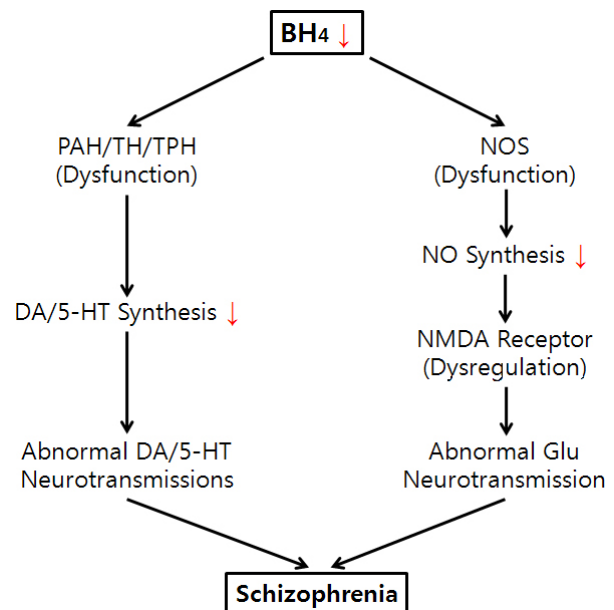 BH4 ↓
PAH/TH/TPH
(Dysfunction)
NOS
(Dysfunction)
NO Synthesis ↓
DA/5-HT Synthesis ↓
NMDA Receptor
(Dysregulation)
Abnormal DA/5-HT
Neurotransmissions
Abnormal Glu
Neurotransmission
Schizophrenia